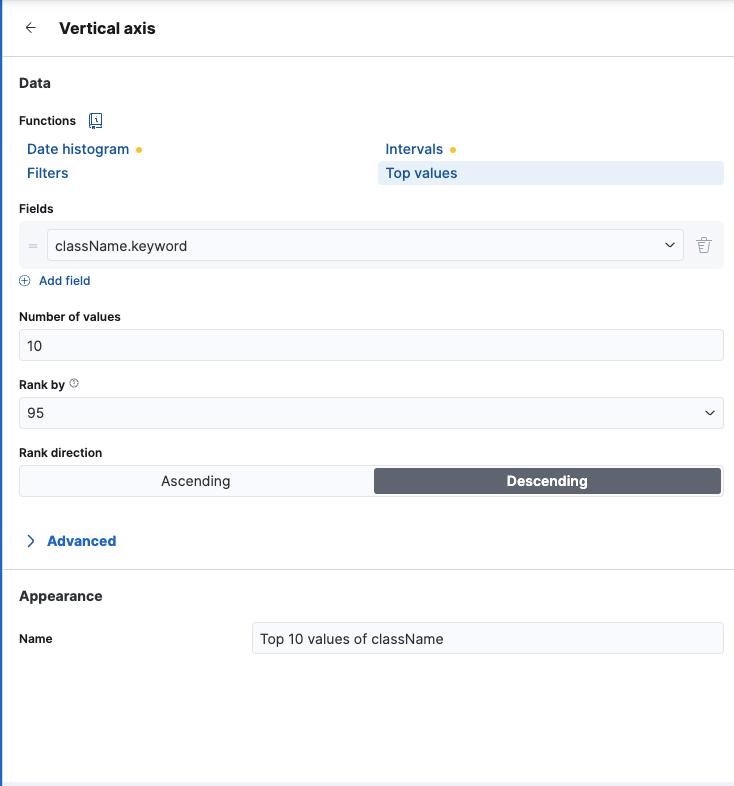 Vertical axis
Data
Functions
Date histogram
Intervals
Filters
Top values
Fields
className.keyword
Add field
Number of values
10
Rank by
95
Rank direction
Ascending
Descending
Advanced
Appearance
Name
Top 10 values of className